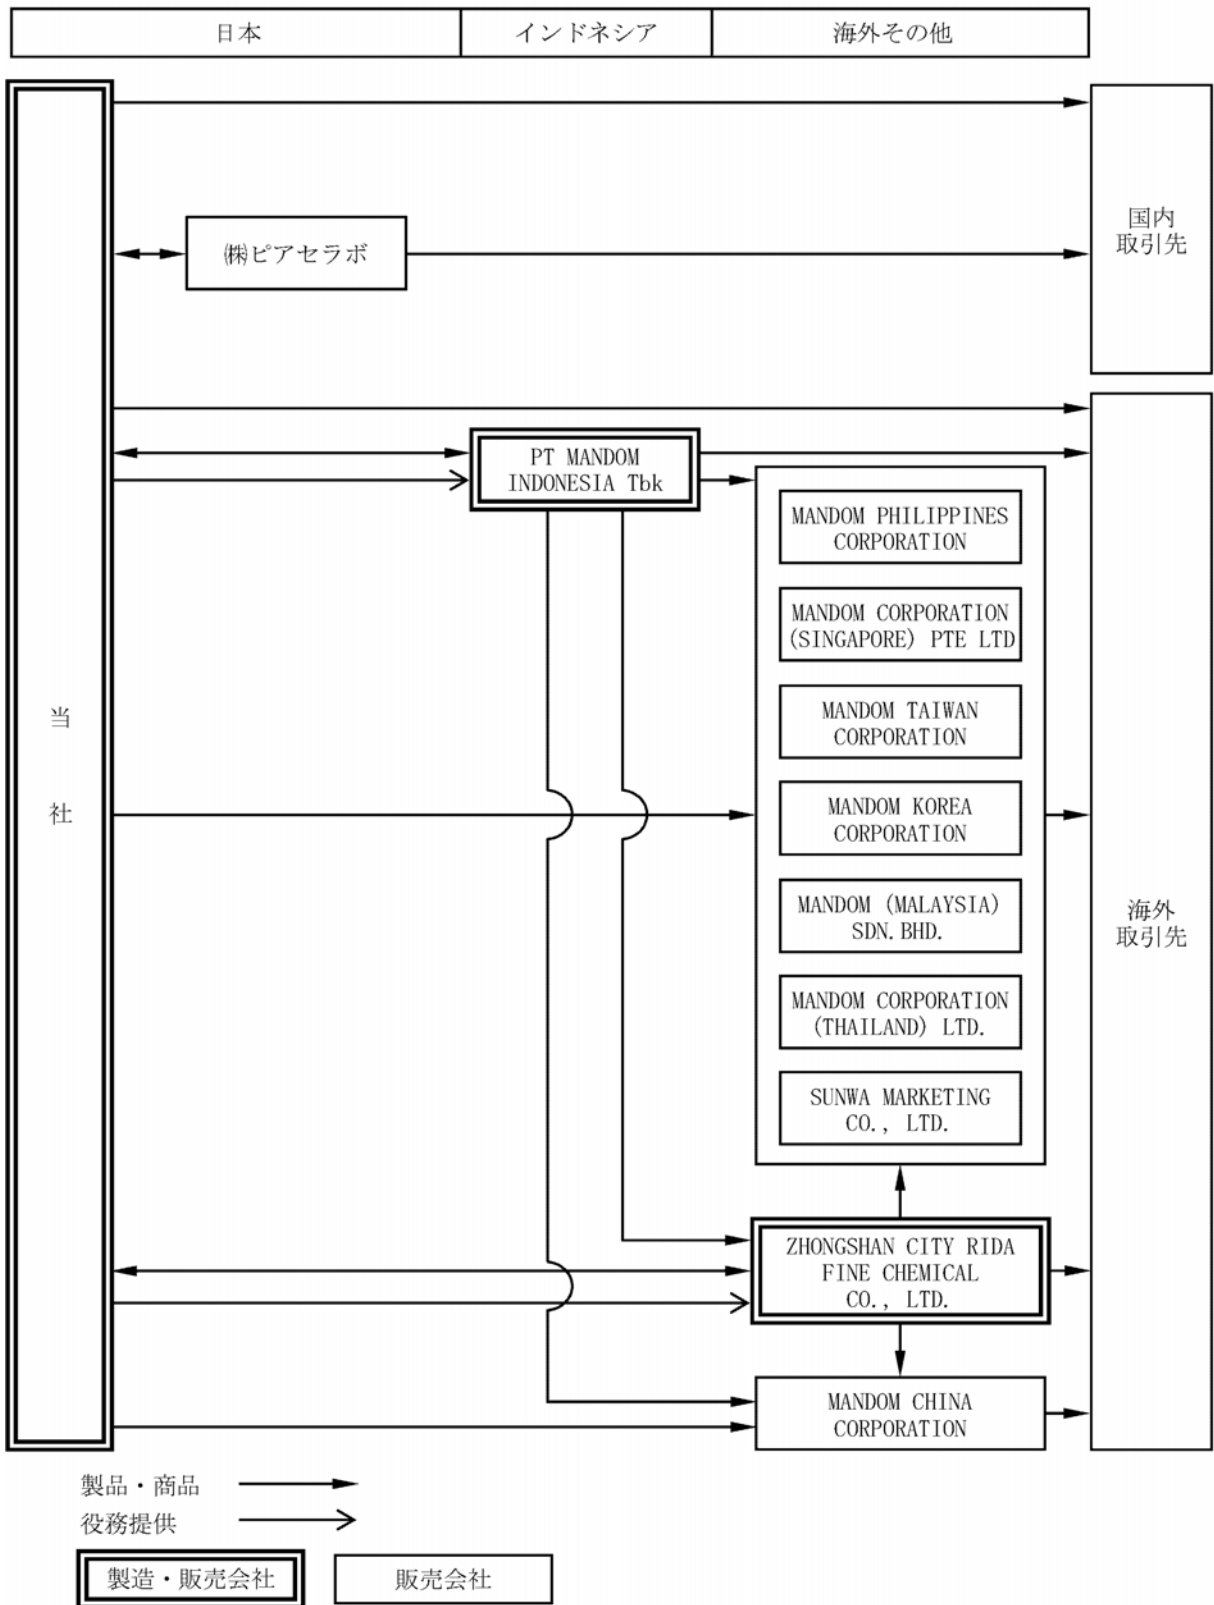 日本
インドネシア
海外その他
当
社
㈱ピアセラボ
国内
取引先
PT MANDOM
INDONESIA Tbk
MANDOM PHILIPPINES
CORPORATION
MANDOM CORPORATION
(SINGAPORE) PTE LTD
MANDOM TAIWAN
CORPORATION
MANDOM KOREA
CORPORATION
MANDOM (MALAYSIA)
SDN. BHD.
MANDOM CORPORATION
(THAILAND) LTD.
SUNWA MARKETING
CO., LTD.
ZHONGSHAN CITY RIDA
FINE CHEMICAL
CO., LTD.
MANDOM CHINA
CORPORATION
海外
取引先
製品・商品
役務提供
製造・販売会社
販売会社